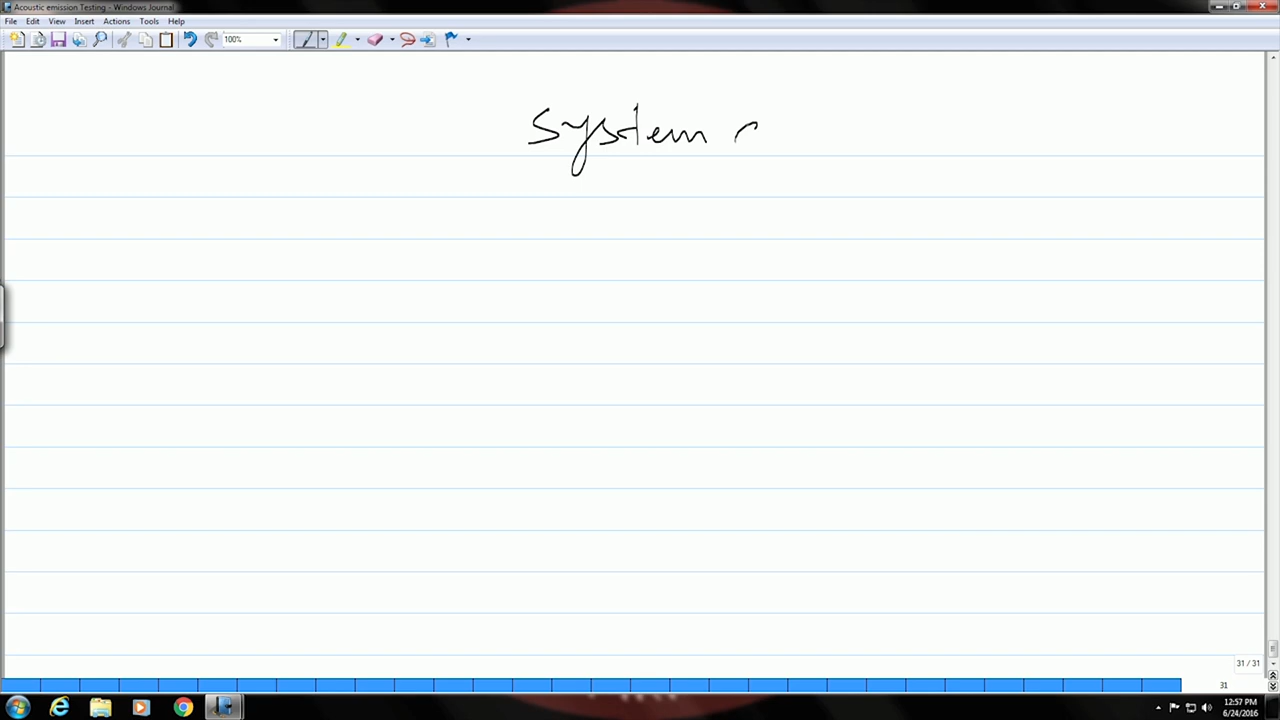 Acoustic emission Testing - Windows Journal
File Edit View Insert Actions Tools Help
100%
system
31 / 31
31
12:57 PM
6/24/2016